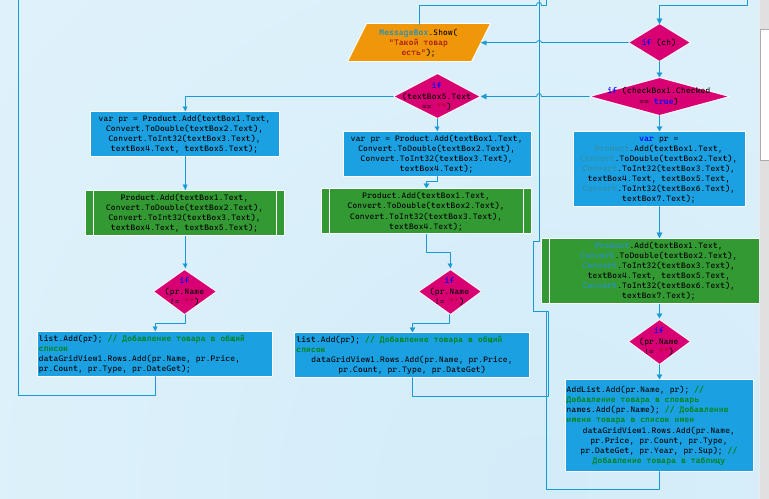 MessageBox.Show(
"Такой товар
есть");
if (ch)
if
(textBox5.Text
== "")
if (checkBox1.Checked
== true)
var pr = Product.Add(textBox1.Text,
Convert.ToDouble(textBox2.Text),
Convert.ToInt32(textBox3.Text),
textBox4.Text, textBox5.Text);
var pr = Product.Add(textBox1.Text,
Convert.ToDouble(textBox2.Text),
Convert.ToInt32(textBox3.Text),
textBox4.Text);
var pr =
Product.Add(textBox1.Text,
Convert.ToDouble(textBox2.Text),
Convert.ToInt32(textBox3.Text),
textBox4.Text, textBox5.Text,
Convert.ToInt32(textBox6.Text),
textBox7.Text);
Product.Add(textBox1.Text,
Convert.ToDouble(textBox2.Text),
Convert.ToInt32(textBox3.Text),
textBox4.Text, textBox5.Text);
Product.Add(textBox1.Text,
Convert.ToDouble(textBox2.Text),
Convert.ToInt32(textBox3.Text),
textBox4.Text);
Product.Add(textBox1.Text,
Convert.ToDouble(textBox2.Text),
Convert.ToInt32(textBox3.Text),
textBox4.Text, textBox5.Text,
Convert.ToInt32(textBox6.Text),
textBox7.Text);
if
(pr.Name
!= "")
if
(pr.Name
!= "")
if
(pr.Name
!= "")
list.Add(pr); // Добавление товара в общий
список
dataGridView1.Rows.Add(pr.Name, pr.Price,
pr.Count, pr.Type, pr.DateGet);
list.Add(pr); // Добавление товара в общий
список
dataGridView1.Rows.Add(pr.Name, pr.Price,
pr.Count, pr.Type, pr.DateGet)
AddList.Add(pr.Name, pr); //
Добавление товара в словарь
names.Add(pr.Name); // Добавление
имени товара в список имен
dataGridView1.Rows.Add(pr.Name,
pr.Price, pr.Count, pr.Type,
pr.DateGet, pr.Year, pr.Sup); //
Добавление товара в таблицу